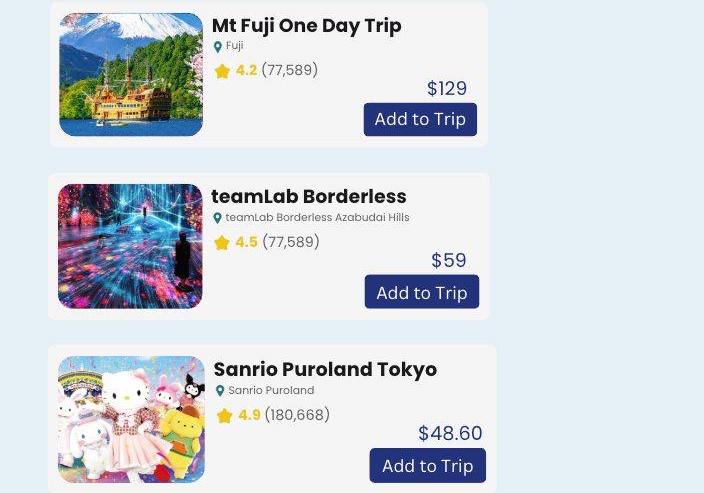 Mt Fuji One Day Trip
Fuji
4.2 (77,589)
$129
Add to Trip
teamLab Borderless
teamLab Borderless Azabudai Hills
4.5 (77,589)
$59
Add to Trip
Sanrio Puroland Tokyo
Sanrio Puroland
4.9 (180,668)
$48.60
Add to Trip